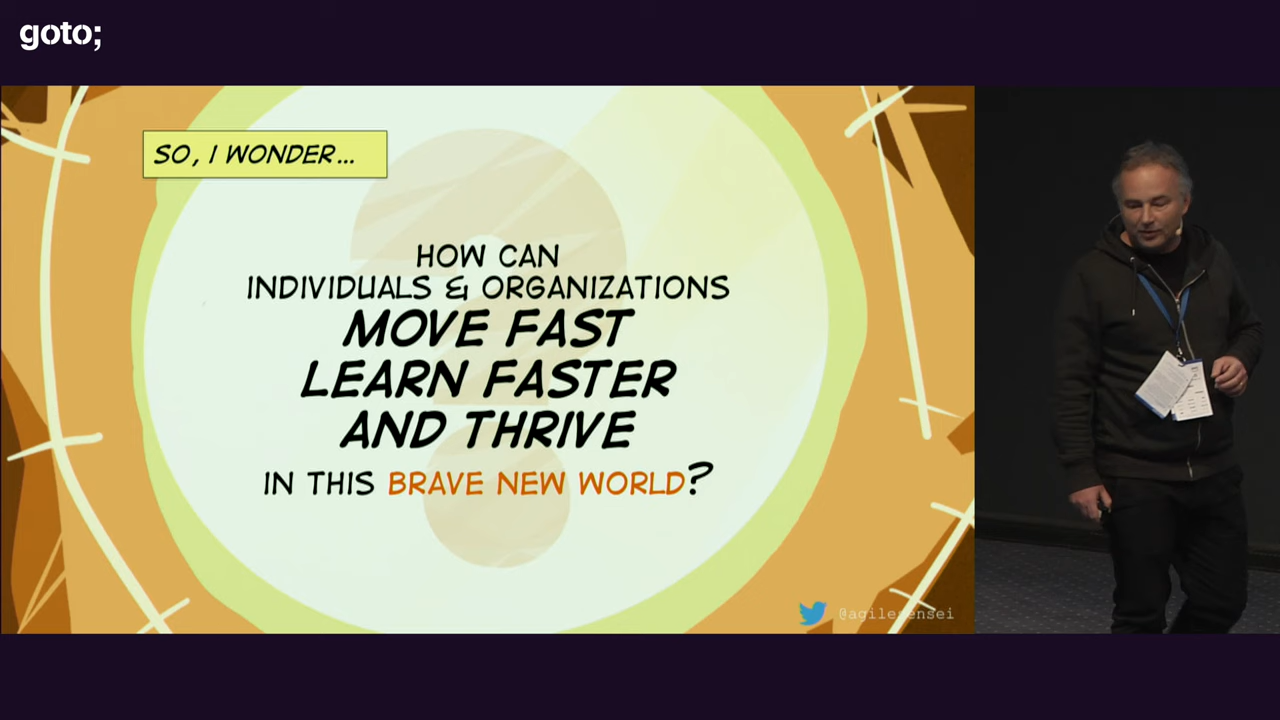 goto;
SO, I WONDER...
HOW CAN
INDIVIDUALS & ORGANIZATIONS
MOVE FAST
LEARN FASTER
AND THRIVE
IN THIS BRAVE NEW WORLD?
@agilesensei